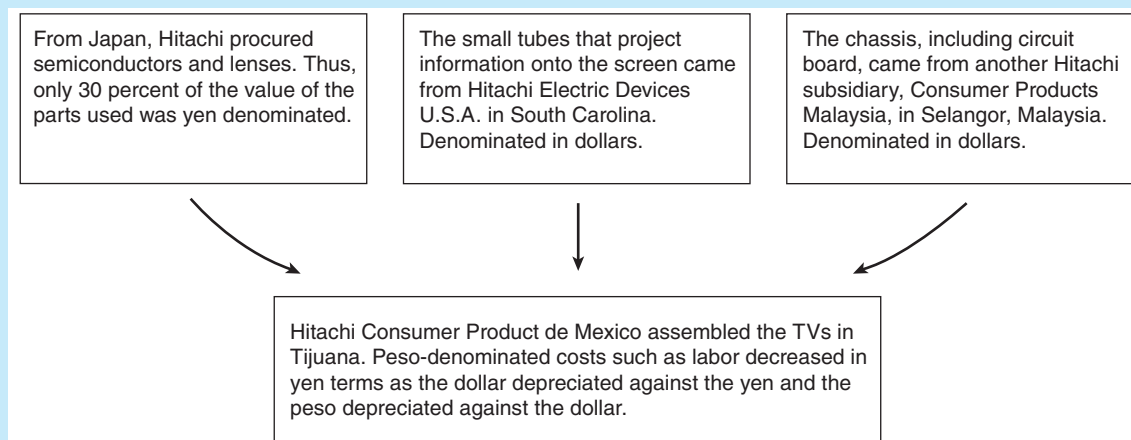 From Japan, Hitachi procured
semiconductors and lenses. Thus,
only 30 percent of the value of the
parts used was yen denominated.
The small tubes that project
information onto the screen came
from Hitachi Electric Devices
U.S.A. in South Carolina.
Denominated in dollars.
The chassis, including circuit
board, came from another Hitachi
subsidiary, Consumer Products
Malaysia, in Selangor, Malaysia.
Denominated in dollars.
Hitachi Consumer Product de Mexico assembled the TVs in
Tijuana. Peso-denominated costs such as labor decreased in
yen terms as the dollar depreciated against the yen and the
peso depreciated against the dollar.